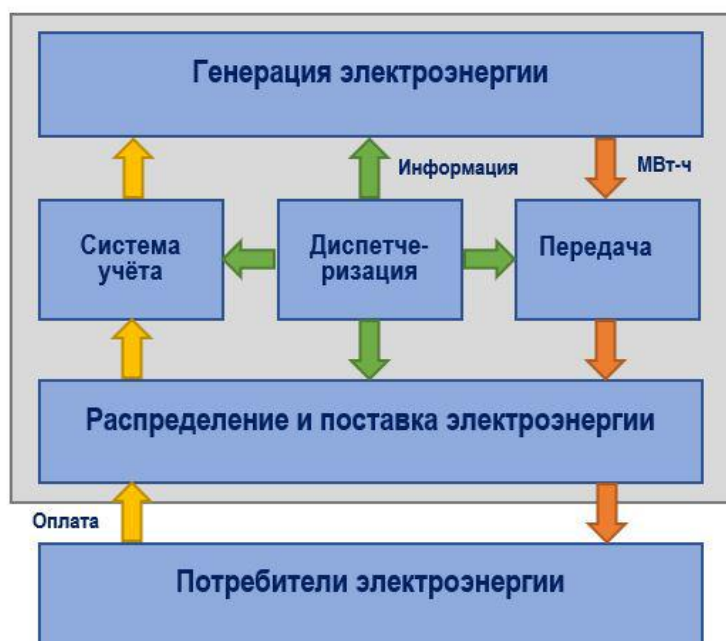 Генерация электроэнергии
Информация
МВт-ч
Система
учёта
Диспетче-
ризация
Передача
Распределение и поставка электроэнергии
Оплата
Потребители электроэнергии